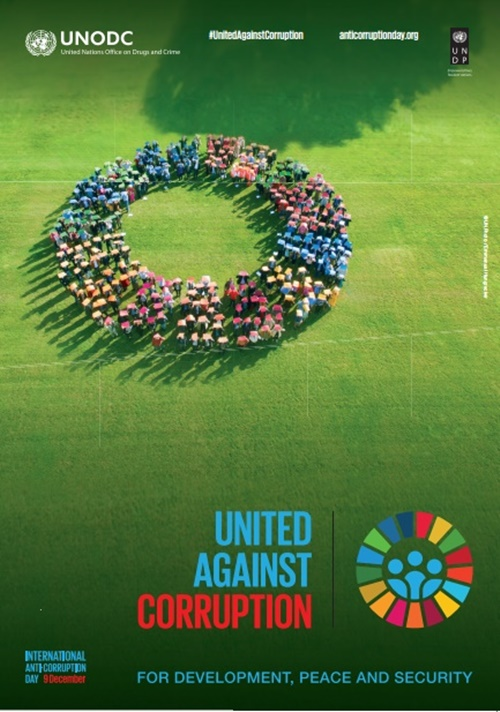 UNODC
United Nations Office on Drugs and Crime
#UnitedAgainstCorruption
anticorruptionday.org
U N
D P
UNITED
AGAINST
CORRUPTION
INTERNATIONAL
ANTI-CORRUPTION
DAY 9 December
FOR DEVELOPMENT, PEACE AND SECURITY